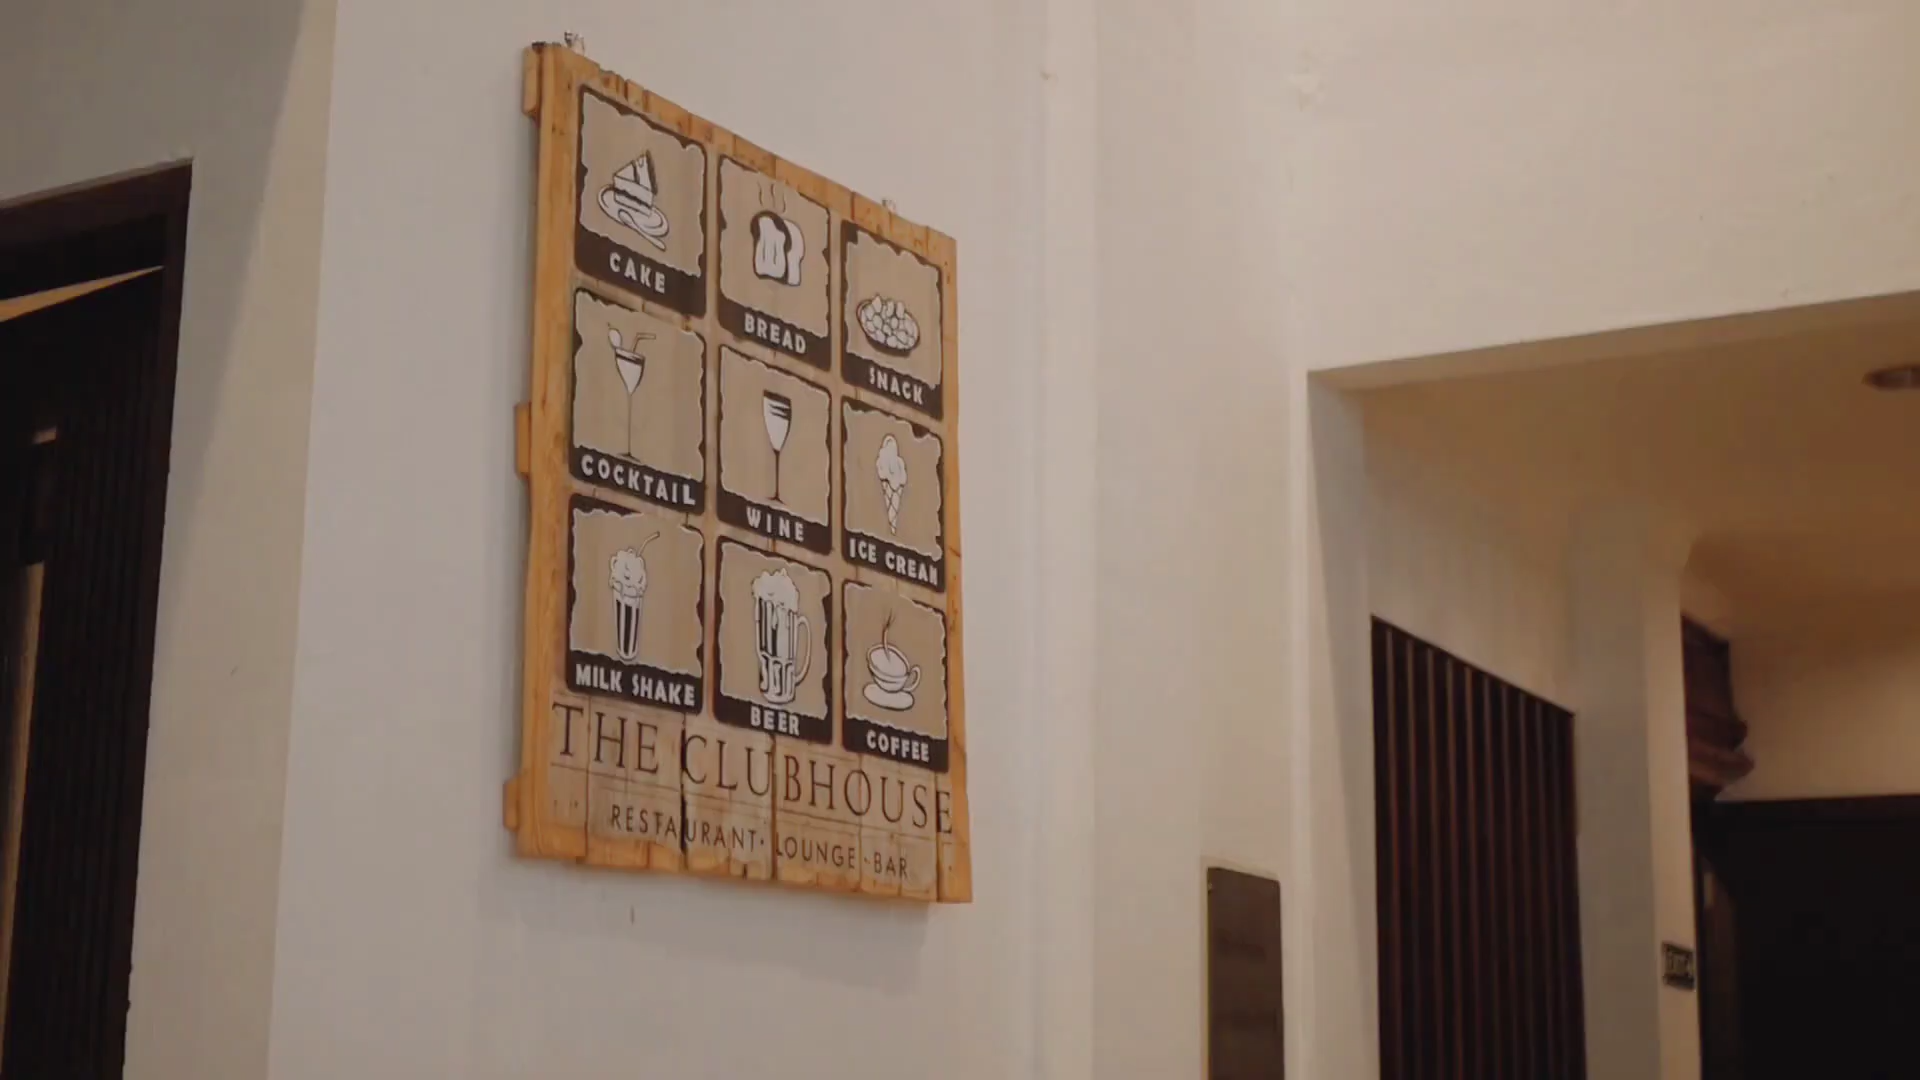 CAKE
BREAD
SNACK
COCKTAIL
WINE
ICE CREAM
MILK SHAKE
BEER
COFFEE
THE CLUBHOUSE
RESTAURANT · LOUNGE · BAR